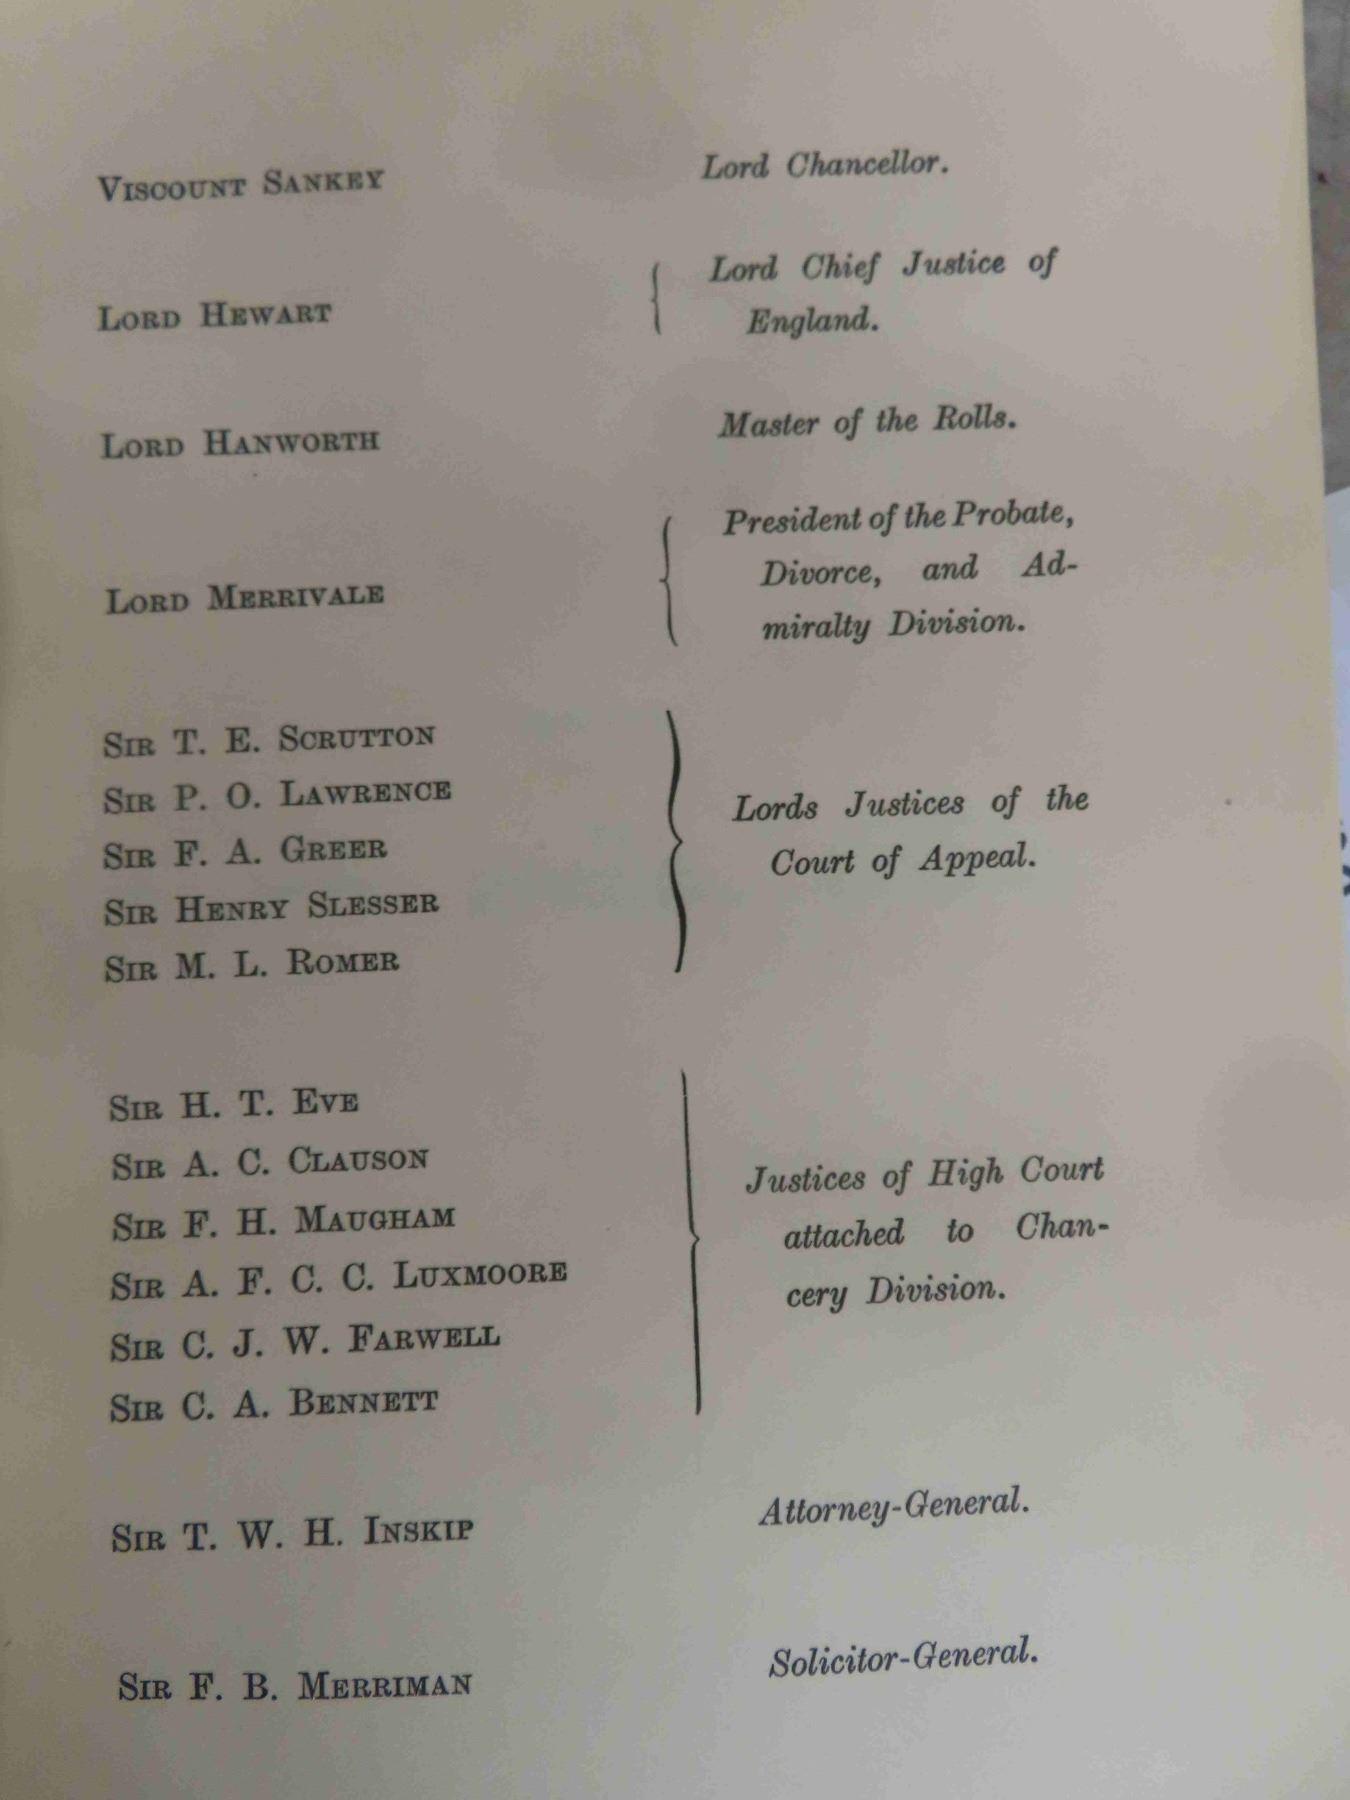 VISCOUNT SANKEY Lord Chancellor.
LORD HEWART { Lord Chief Justice of
England.
LORD HANWORTH Master of the Rolls.
LORD MERRIVALE { President of the Probate,
Divorce, and Ad-
miralty Division.
SIR T. E. SCRUTTON
SIR P. O. LAWRENCE
SIR F. A. GREER
SIR HENRY SLESSER
SIR M. L. ROMER
} Lords Justices of the
Court of Appeal.
SIR H. T. EVE
SIR A. C. CLAUSON
SIR F. H. MAUGHAM
SIR A. F. C. C. LUXMOORE
SIR C. J. W. FARWELL
SIR C. A. BENNETT
} Justices of High Court
attached to Chan-
cery Division.
SIR T. W. H. INSKIP Attorney-General.
SIR F. B. MERRIMAN Solicitor-General.